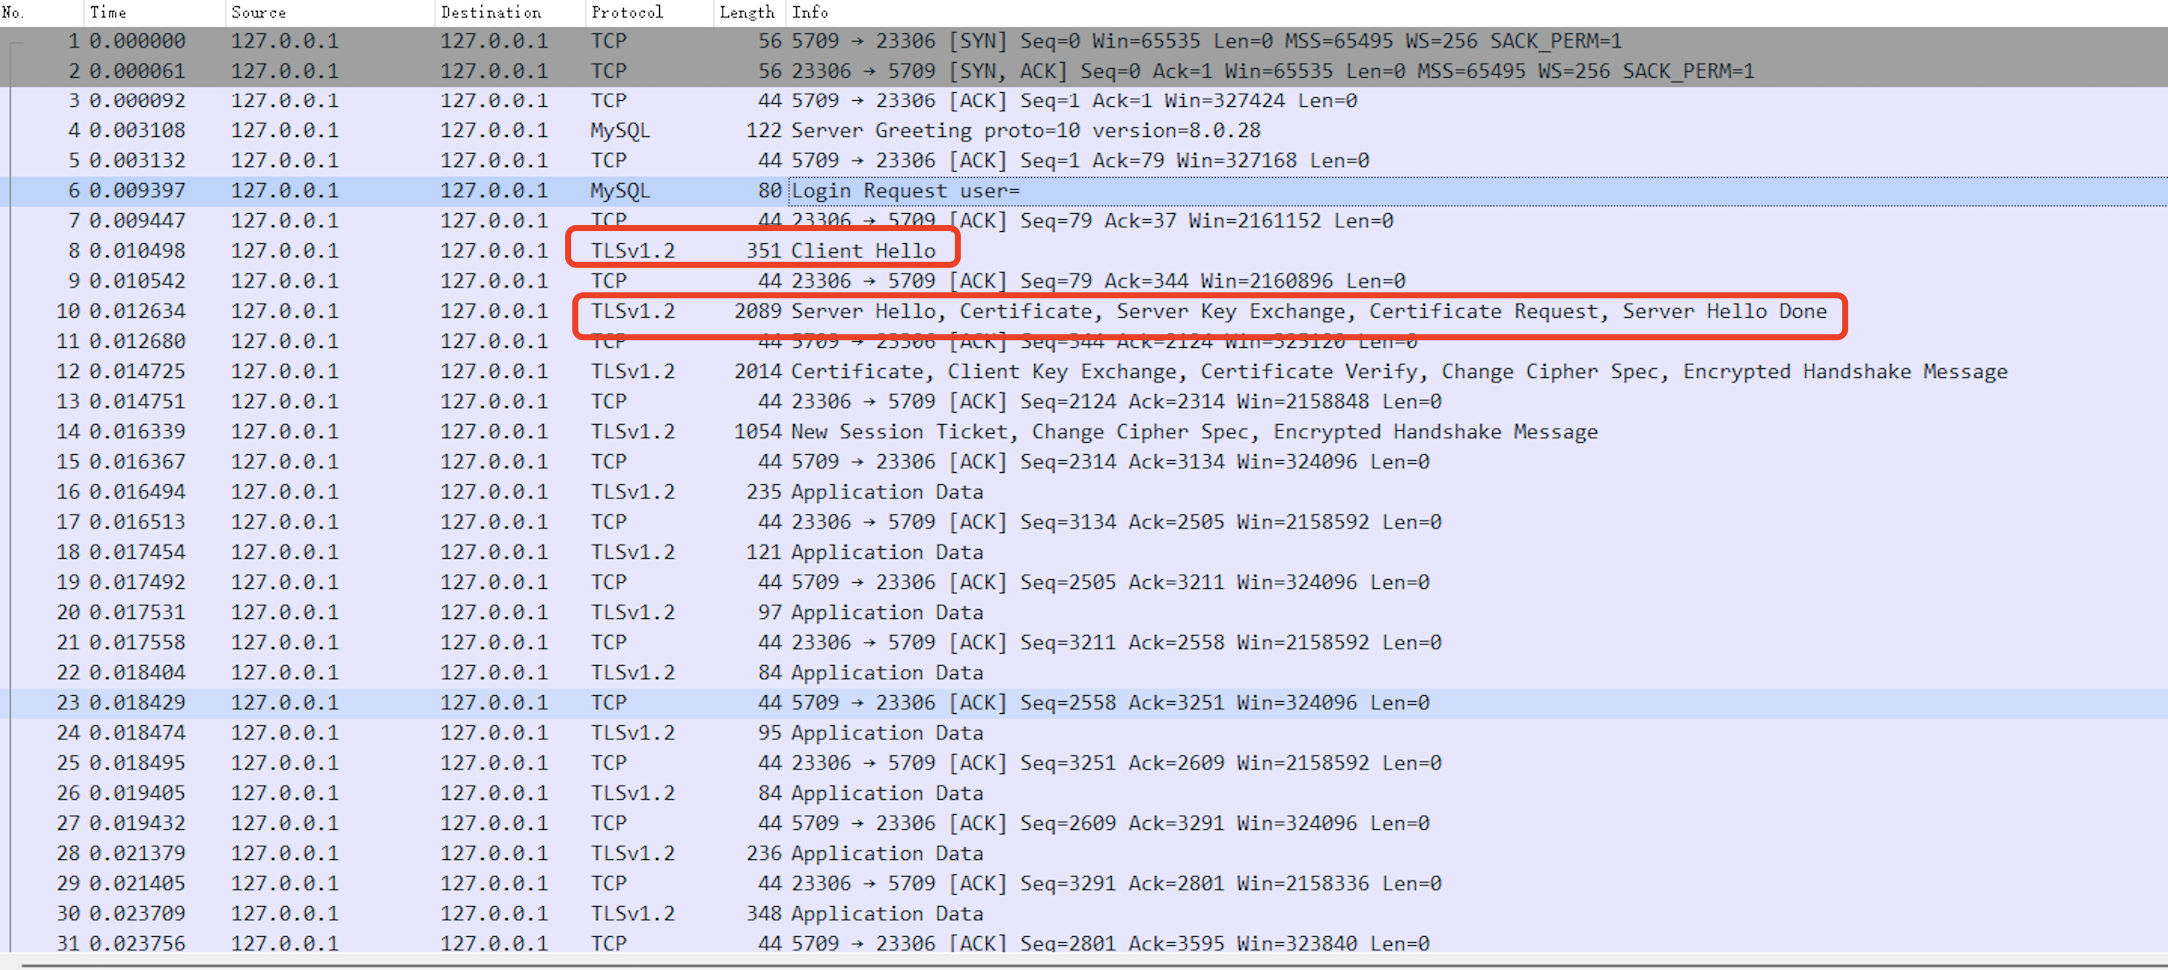 No. Time Source Destination Protocol Length Info
1 0.000000 127.0.0.1 127.0.0.1 TCP 56 5709 → 23306 [SYN] Seq=0 Win=65535 Len=0 MSS=65495 WS=256 SACK_PERM=1
2 0.000061 127.0.0.1 127.0.0.1 TCP 56 23306 → 5709 [SYN, ACK] Seq=0 Ack=1 Win=65535 Len=0 MSS=65495 WS=256 SACK_PERM=1
3 0.000092 127.0.0.1 127.0.0.1 TCP 44 5709 → 23306 [ACK] Seq=1 Ack=1 Win=327424 Len=0
4 0.003108 127.0.0.1 127.0.0.1 MySQL 122 Server Greeting proto=10 version=8.0.28
5 0.003132 127.0.0.1 127.0.0.1 TCP 44 5709 → 23306 [ACK] Seq=1 Ack=79 Win=327168 Len=0
6 0.009397 127.0.0.1 127.0.0.1 MySQL 80 Login Request user=
7 0.009447 127.0.0.1 127.0.0.1 TCP 44 23306 → 5709 [ACK] Seq=79 Ack=37 Win=2161152 Len=0
8 0.010498 127.0.0.1 127.0.0.1 TLSv1.2 351 Client Hello
9 0.010542 127.0.0.1 127.0.0.1 TCP 44 23306 → 5709 [ACK] Seq=79 Ack=344 Win=2160896 Len=0
10 0.012634 127.0.0.1 127.0.0.1 TLSv1.2 2089 Server Hello, Certificate, Server Key Exchange, Certificate Request, Server Hello Done
11 0.012680 127.0.0.1 127.0.0.1 TCP 44 5709 → 23306 [ACK] Seq=344 Ack=2124 Win=325120 Len=0
12 0.014725 127.0.0.1 127.0.0.1 TLSv1.2 2014 Certificate, Client Key Exchange, Certificate Verify, Change Cipher Spec, Encrypted Handshake Message
13 0.014751 127.0.0.1 127.0.0.1 TCP 44 23306 → 5709 [ACK] Seq=2124 Ack=2314 Win=2158848 Len=0
14 0.016339 127.0.0.1 127.0.0.1 TLSv1.2 1054 New Session Ticket, Change Cipher Spec, Encrypted Handshake Message
15 0.016367 127.0.0.1 127.0.0.1 TCP 44 5709 → 23306 [ACK] Seq=2314 Ack=3134 Win=324096 Len=0
16 0.016494 127.0.0.1 127.0.0.1 TLSv1.2 235 Application Data
17 0.016513 127.0.0.1 127.0.0.1 TCP 44 23306 → 5709 [ACK] Seq=3134 Ack=2505 Win=2158592 Len=0
18 0.017454 127.0.0.1 127.0.0.1 TLSv1.2 121 Application Data
19 0.017492 127.0.0.1 127.0.0.1 TCP 44 5709 → 23306 [ACK] Seq=2505 Ack=3211 Win=324096 Len=0
20 0.017531 127.0.0.1 127.0.0.1 TLSv1.2 97 Application Data
21 0.017558 127.0.0.1 127.0.0.1 TCP 44 23306 → 5709 [ACK] Seq=3211 Ack=2558 Win=2158592 Len=0
22 0.018404 127.0.0.1 127.0.0.1 TLSv1.2 84 Application Data
23 0.018429 127.0.0.1 127.0.0.1 TCP 44 5709 → 23306 [ACK] Seq=2558 Ack=3251 Win=324096 Len=0
24 0.018474 127.0.0.1 127.0.0.1 TLSv1.2 95 Application Data
25 0.018495 127.0.0.1 127.0.0.1 TCP 44 23306 → 5709 [ACK] Seq=3251 Ack=2609 Win=2158592 Len=0
26 0.019405 127.0.0.1 127.0.0.1 TLSv1.2 84 Application Data
27 0.019432 127.0.0.1 127.0.0.1 TCP 44 5709 → 23306 [ACK] Seq=2609 Ack=3291 Win=324096 Len=0
28 0.021379 127.0.0.1 127.0.0.1 TLSv1.2 236 Application Data
29 0.021405 127.0.0.1 127.0.0.1 TCP 44 23306 → 5709 [ACK] Seq=3291 Ack=2801 Win=2158336 Len=0
30 0.023709 127.0.0.1 127.0.0.1 TLSv1.2 348 Application Data
31 0.023756 127.0.0.1 127.0.0.1 TCP 44 5709 → 23306 [ACK] Seq=2801 Ack=3595 Win=323840 Len=0